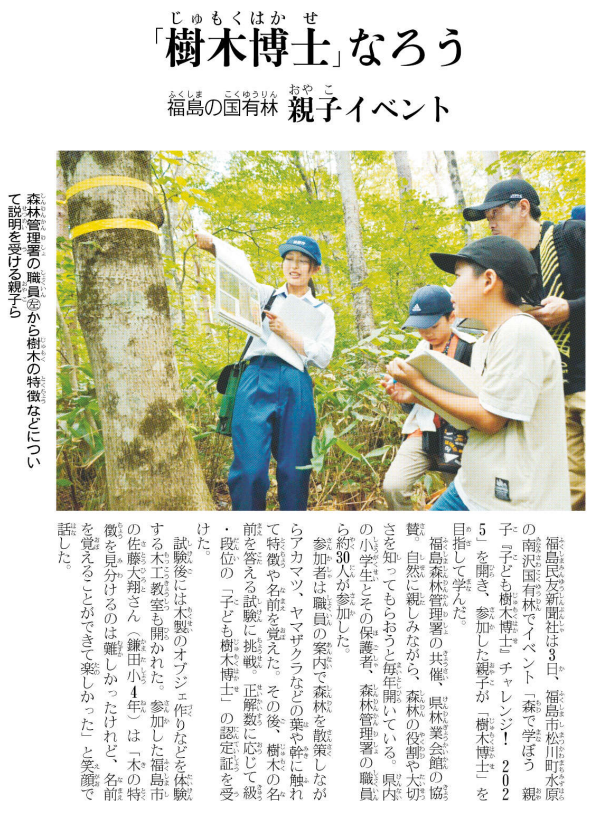 「樹木博士」なろう
福島の国有林 親子イベント
森林管理署の職員㊧から樹木の特徴などについ
て説明を受ける親子ら
福島民友新聞社は3日、福島市松川町水原
の南沢国有林でイベント「森で学ぼう 親
子『子ども樹木博士』チャレンジ! 202
5」を開き、参加した親子が「樹木博士」を
目指して学んだ。
福島森林管理署の共催、県林業会館の協
賛。自然に親しみながら、森林の役割や大切
さを知ってもらおうと毎年開いている。県内
の小学生とその保護者、森林管理署の職員
ら約30人が参加した。
参加者は職員の案内で森林を散策しなが
らアカマツ、ヤマザクラなどの葉や幹に触れ
て特徴や名前を覚えた。その後、樹木の名
前を答える試験に挑戦。正解数に応じて級
・段位の「子ども樹木博士」の認定証を受
けた。
試験後には木製のオブジェ作りなどを体験
する木工教室も開かれた。参加した福島市
の佐藤大翔さん（鎌田小4年）は「木の特
徴を見分けるのは難しかったけれど、名前
を覚えることができて楽しかった」と笑顔で
話した。